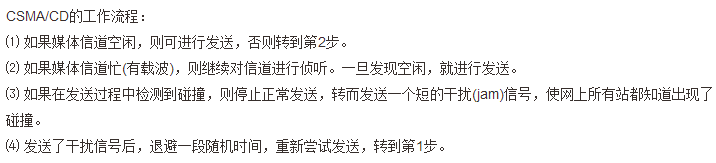 CSMA/CD的工作流程：
⑴ 如果媒体信道空闲，则可进行发送，否则转到第2步。
⑵ 如果媒体信道忙(有载波)，则继续对信道进行侦听。一旦发现空闲，就进行发送。
⑶ 如果在发送过程中检测到碰撞，则停止正常发送，转而发送一个短的干扰(jam)信号，使网上所有站都知道出现了
碰撞。
⑷ 发送了干扰信号后，退避一段随机时间，重新尝试发送，转到第1步。